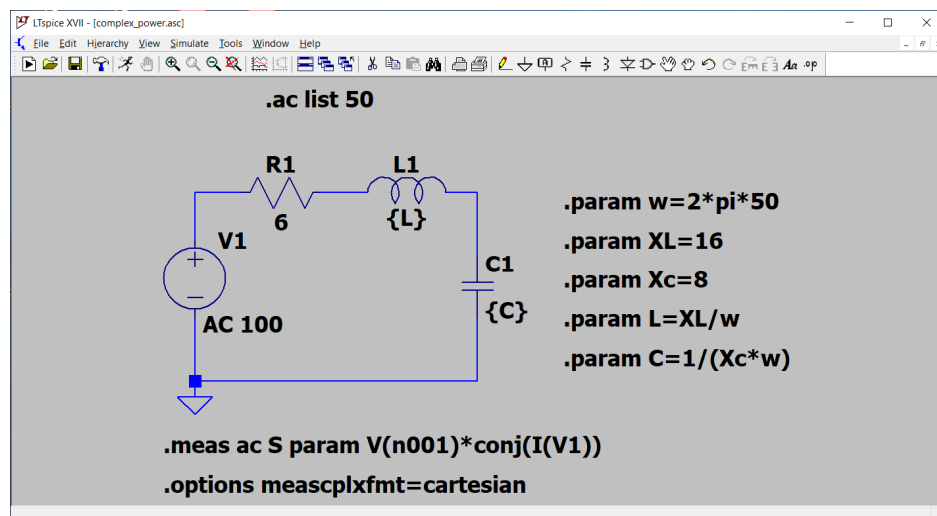 LTspice XVII - [complex_power.asc]
File Edit Hierarchy View Simulate Tools Window Help
.ac list 50
R1
L1
6
{L}
V1
AC 100
C1
{C}
.param w=2*pi*50
.param XL=16
.param Xc=8
.param L=XL/w
.param C=1/(Xc*w)
.meas ac S param V(n001)*conj(I(V1))
.options meascplxfmt=cartesian